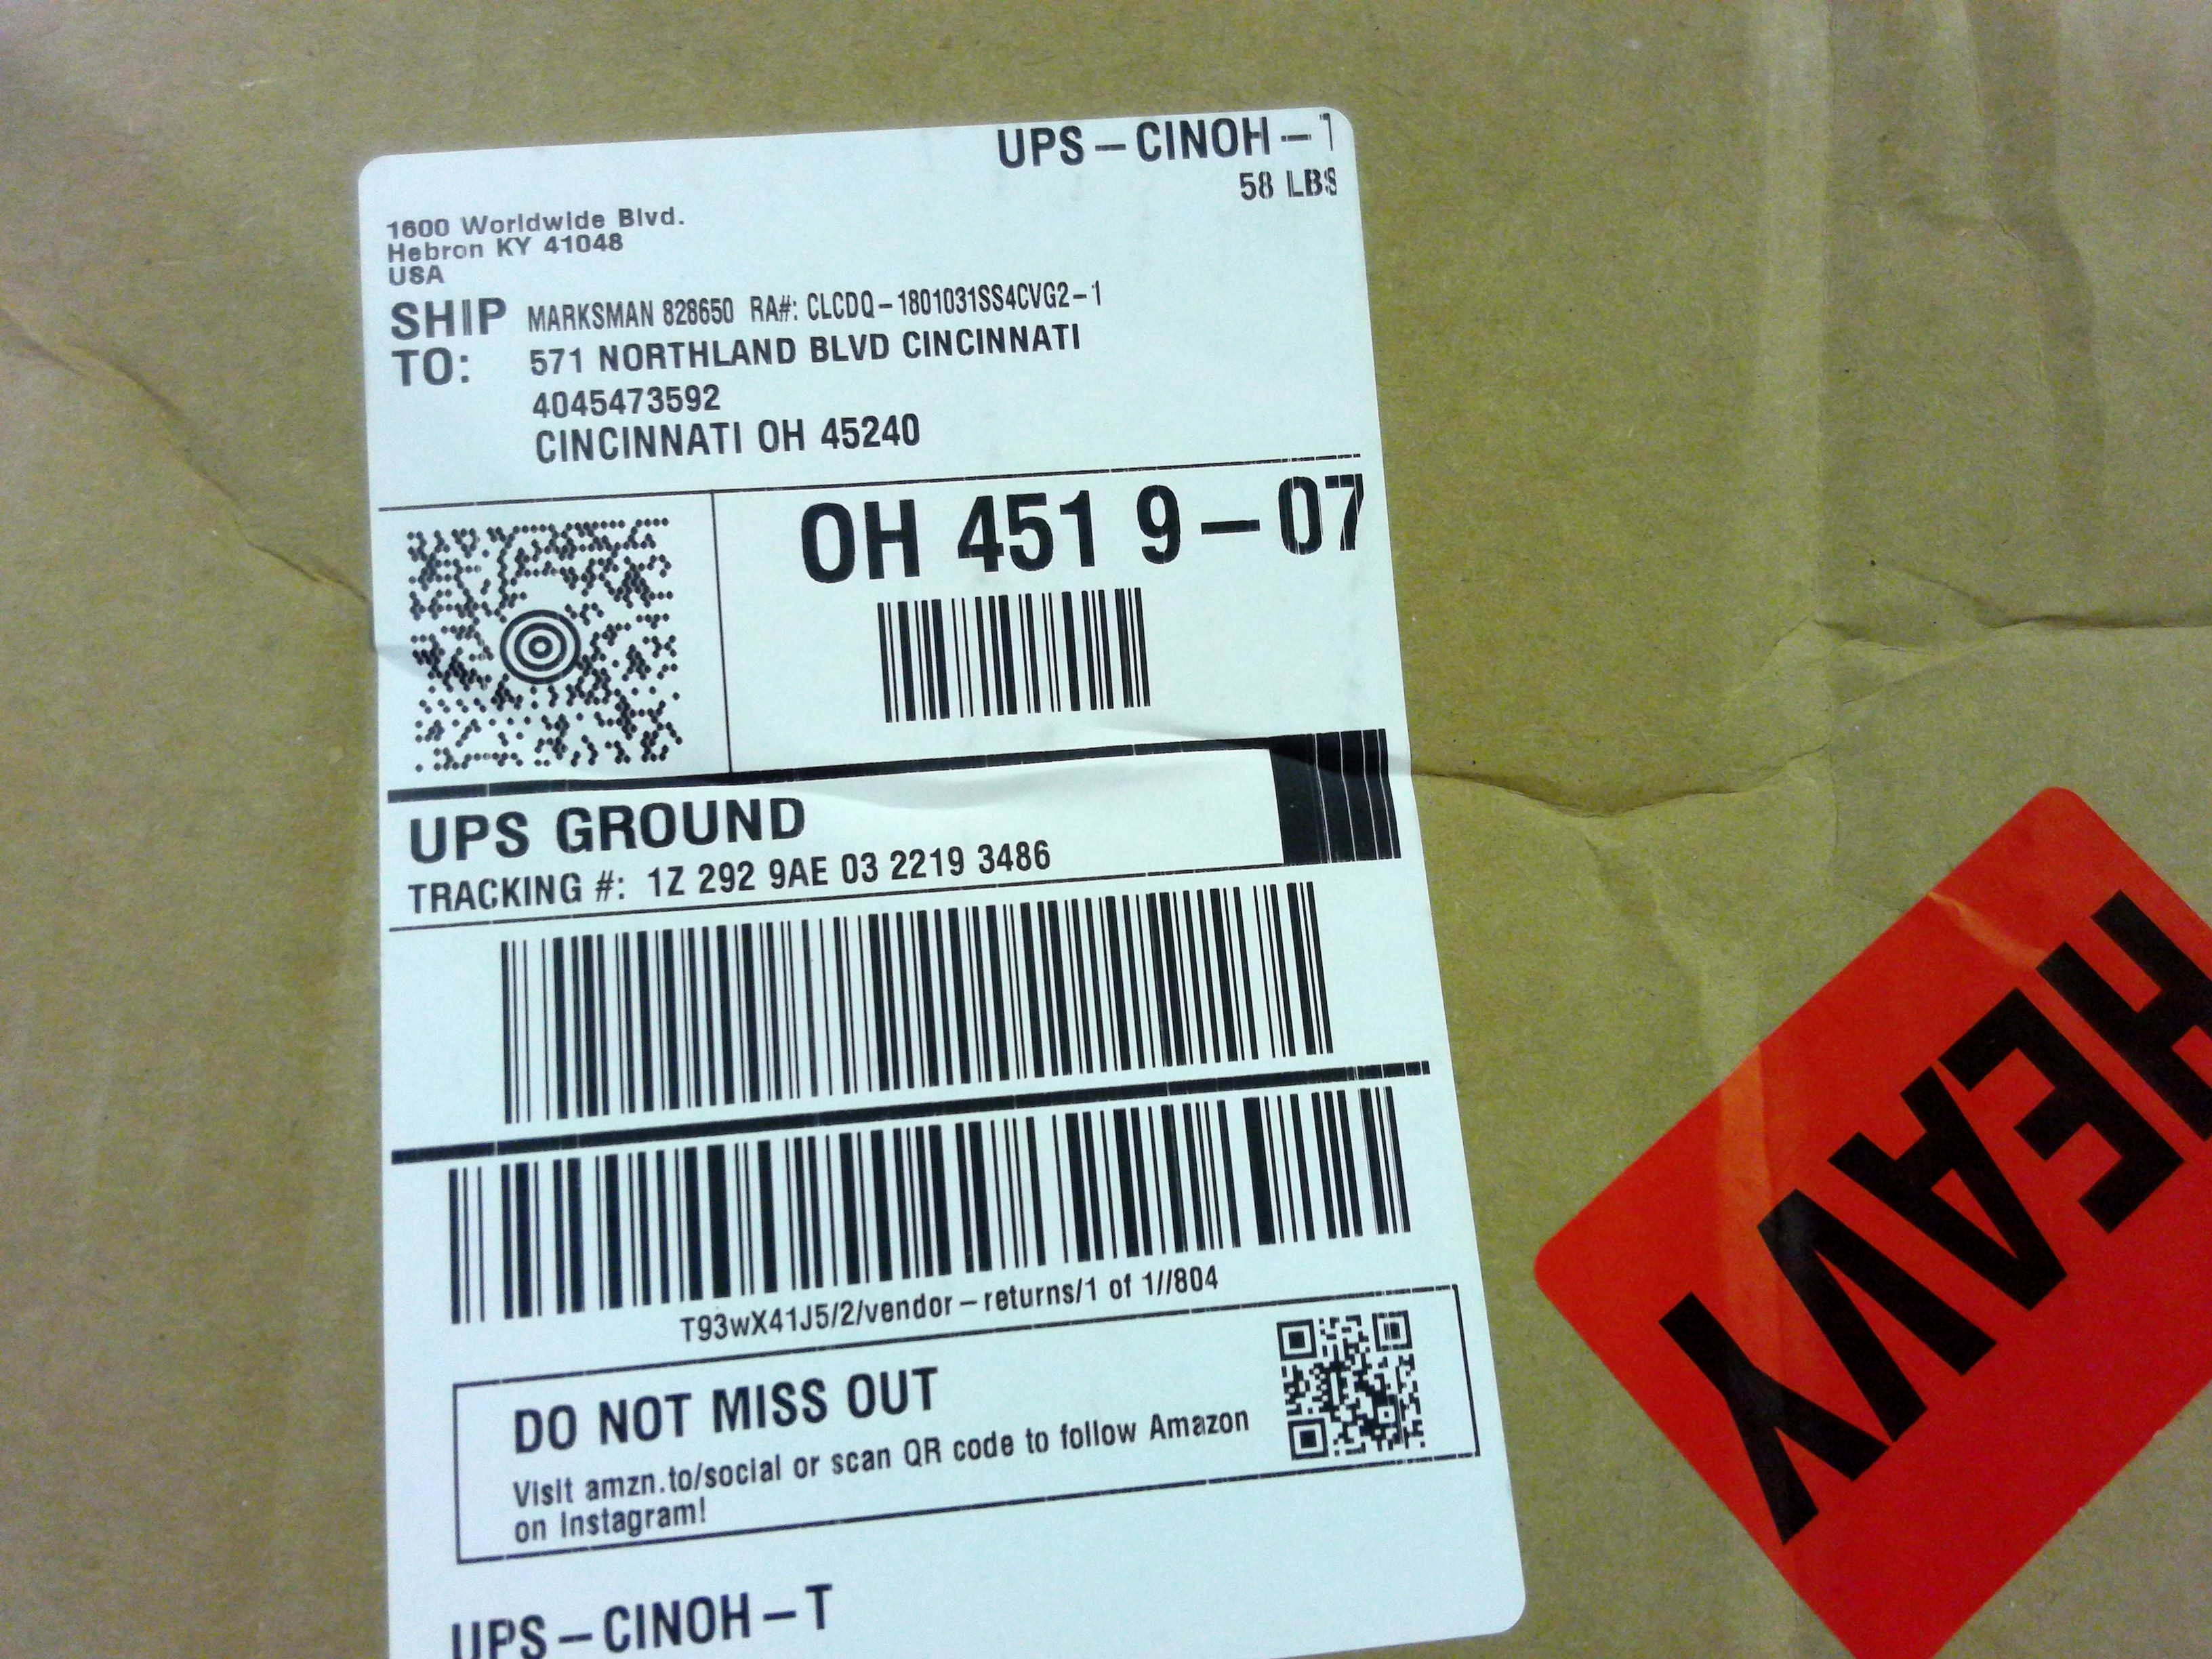 UPS – CINOH – T
58 LBS
1600 Worldwide Blvd.
Hebron KY 41048
USA
SHIP TO:
MARKSMAN 828650 RA#: CLCDQ – 1801031SS4CVG2 – 1
571 NORTHLAND BLVD CINCINNATI
4045473592
CINCINNATI OH 45240
OH 451 9 – 07
UPS GROUND
TRACKING #: 1Z 292 9AE 03 2219 3486
T93wX41J5/2/vendor – returns/1 of 1//804
DO NOT MISS OUT
Visit amzn.to/social or scan QR code to follow Amazon
on Instagram!
UPS – CINOH – T
HEAVY